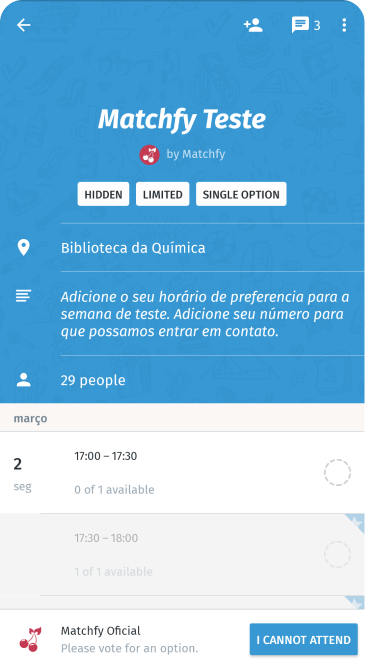 3
Matchfy Teste
by Matchfy
HIDDEN LIMITED SINGLE OPTION
Biblioteca da Química
Adicione o seu horário de preferencia para a
semana de teste. Adicione seu número para
que possamos entrar em contato.
29 people
março
2
seg
17:00 – 17:30
0 of 1 available
17:30 – 18:00
1 of 1 available
Matchfy Oficial
Please vote for an option.
I CANNOT ATTEND